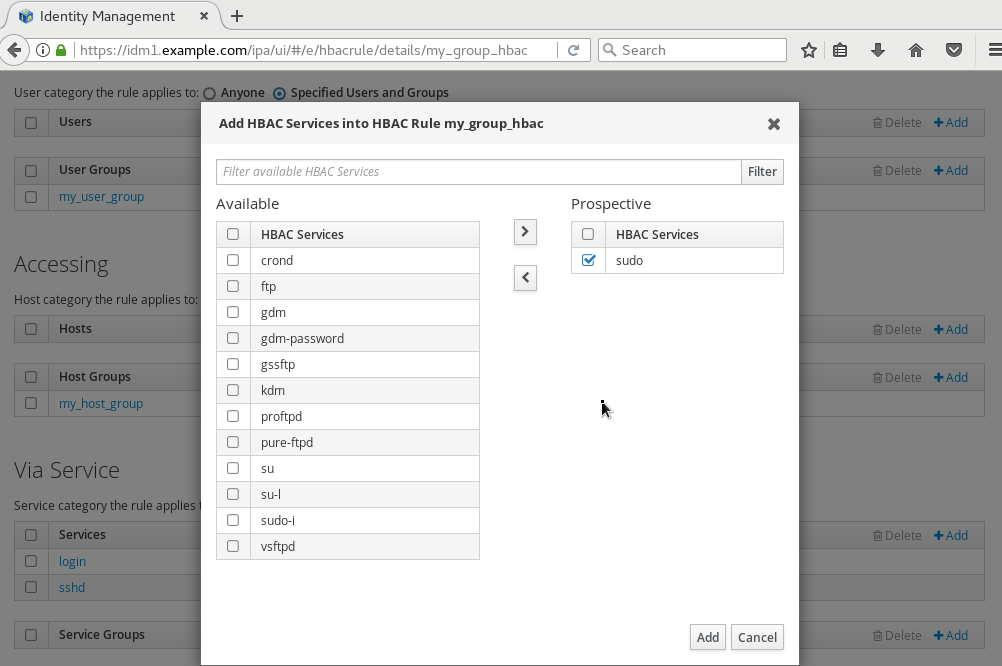 Identity Management
https://idm1.example.com/ipa/ui/#/e/hbacrule/details/my_group_hbac
Search
User category the rule applies to: Anyone Specified Users and Groups
Users Delete Add
User Groups Delete Add
my_user_group
Accessing
Host category the rule applies to:
Hosts Delete Add
Host Groups Delete Add
my_host_group
Via Service
Service category the rule applies
Services Delete Add
login
sshd
Service Groups Delete Add
Add HBAC Services into HBAC Rule my_group_hbac
Filter available HBAC Services Filter
Available
HBAC Services
crond
ftp
gdm
gdm-password
gssftp
kdm
proftpd
pure-ftpd
su
su-l
sudo-i
vsftpd
Prospective
HBAC Services
sudo
Add Cancel